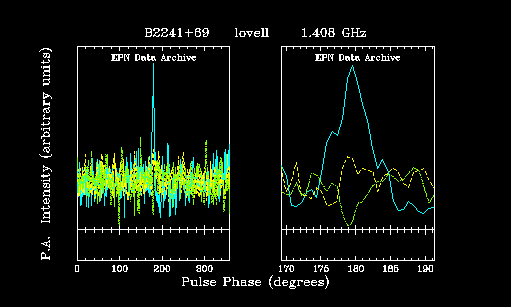 B2241+69 lovell 1.408 GHz
EPN Data Archive EPN Data Archive
P.A. Intensity (arbitrary units)
0 100 200 300 170 175 180 185 190
Pulse Phase (degrees)